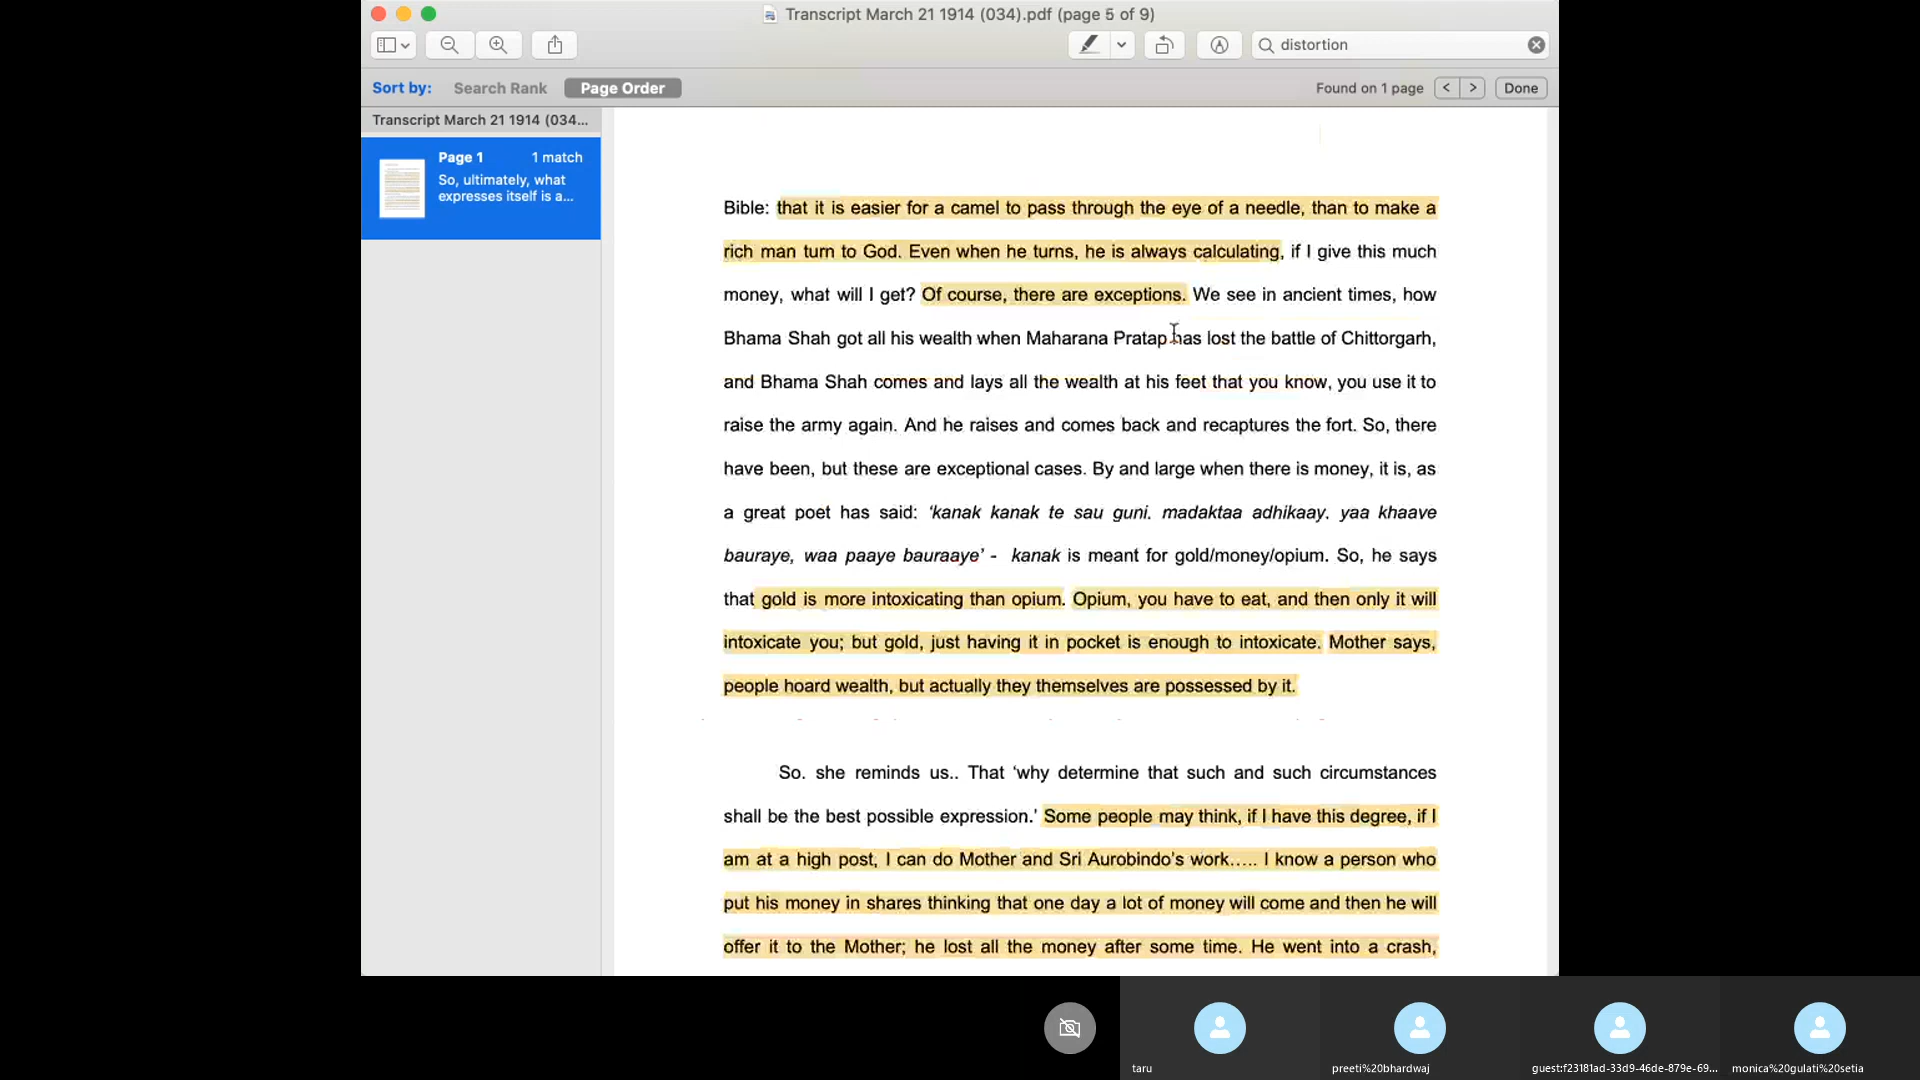 Transcript March 21 1914 (034).pdf (page 5 of 9)
distortion
Sort by: Search Rank Page Order
Found on 1 page < > Done
Transcript March 21 1914 (034...
Page 1 1 match
So, ultimately, what
expresses itself is a...
Bible: that it is easier for a camel to pass through the eye of a needle, than to make a
rich man turn to God. Even when he turns, he is always calculating, if I give this much
money, what will I get? Of course, there are exceptions. We see in ancient times, how
Bhama Shah got all his wealth when Maharana Pratap has lost the battle of Chittorgarh,
and Bhama Shah comes and lays all the wealth at his feet that you know, you use it to
raise the army again. And he raises and comes back and recaptures the fort. So, there
have been, but these are exceptional cases. By and large when there is money, it is, as
a great poet has said: ‘kanak kanak te sau guni. madaktaa adhikaay. yaa khaave
bauraye, waa paaye bauraaye’ - kanak is meant for gold/money/opium. So, he says
that gold is more intoxicating than opium. Opium, you have to eat, and then only it will
intoxicate you; but gold, just having it in pocket is enough to intoxicate. Mother says,
people hoard wealth, but actually they themselves are possessed by it.
So. she reminds us.. That ‘why determine that such and such circumstances
shall be the best possible expression.’ Some people may think, if I have this degree, if I
am at a high post, I can do Mother and Sri Aurobindo’s work….. I know a person who
put his money in shares thinking that one day a lot of money will come and then he will
offer it to the Mother; he lost all the money after some time. He went into a crash,
taru
preeti%20bhardwaj
guest:f23181ad-33d9-46de-879e-69...
monica%20gulati%20setia